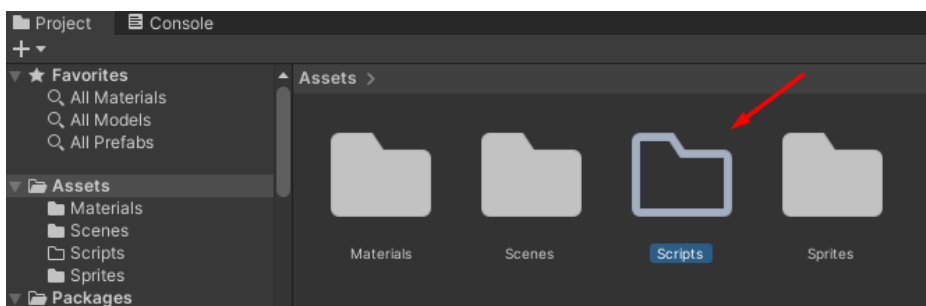 Project Console
Favorites
All Materials
All Models
All Prefabs
Assets
Materials
Scenes
Scripts
Sprites
Packages
Assets >
Materials Scenes Scripts Sprites